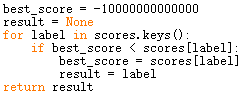 best_score = -10000000000000
result = None
for label in scores.keys():
    if best_score < scores[label]:
        best_score = scores[label]
        result = label
return result